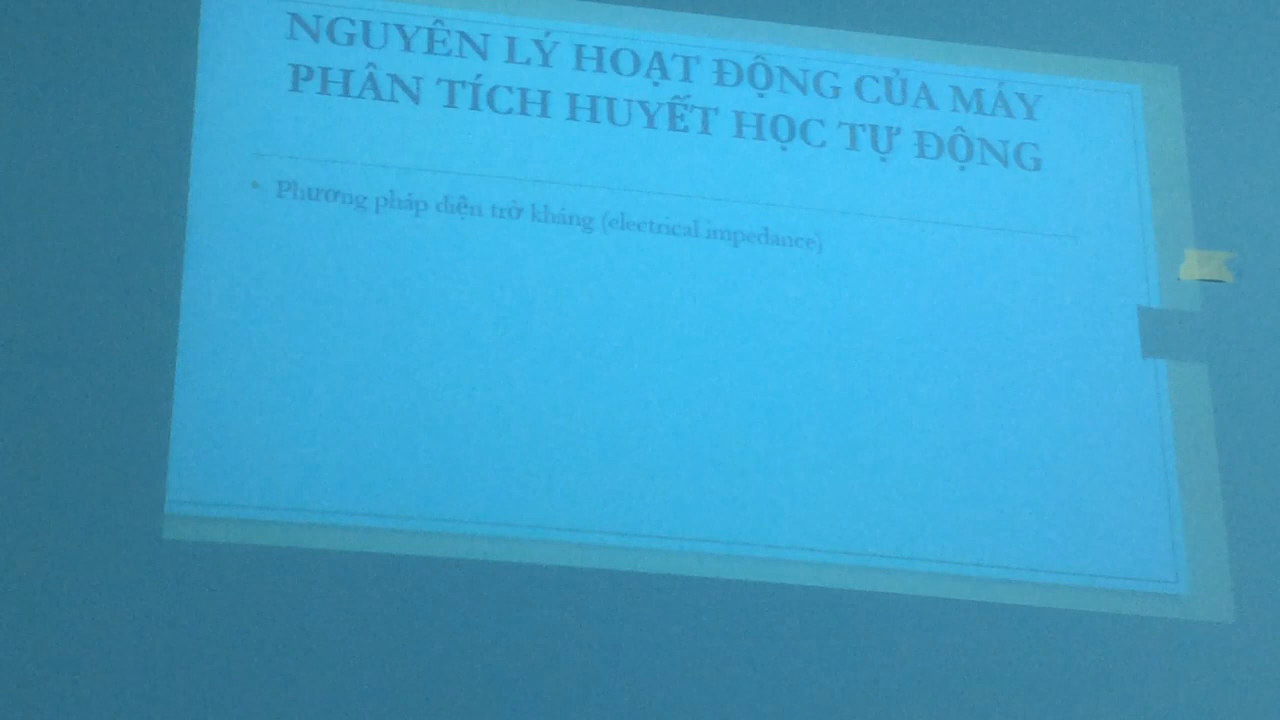 NGUYÊN LÝ HOẠT ĐỘNG CỦA MÁY
PHÂN TÍCH HUYẾT HỌC TỰ ĐỘNG
• Phương pháp điện trở kháng (electrical impedance)